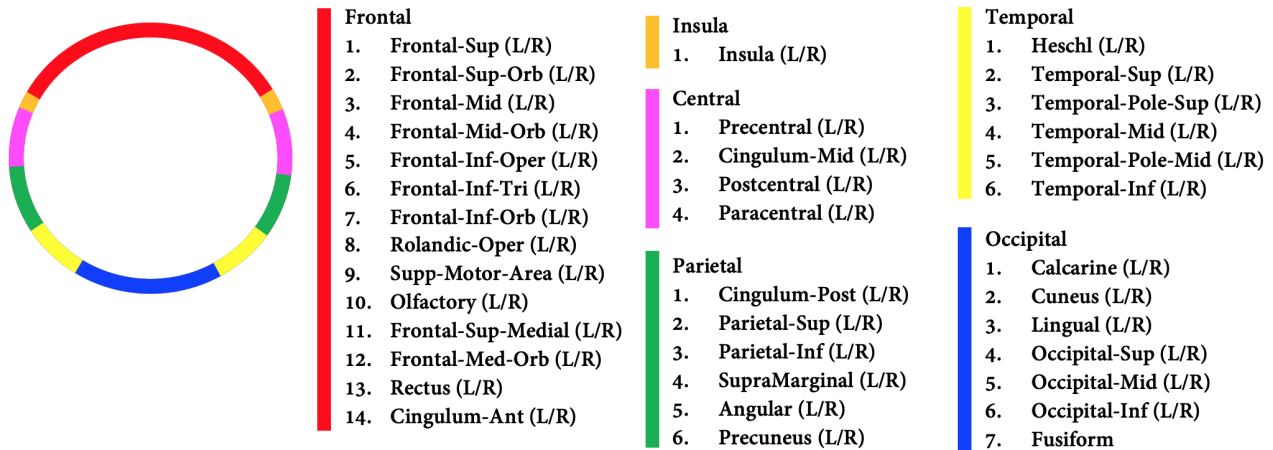 Frontal
1. Frontal-Sup (L/R)
2. Frontal-Sup-Orb (L/R)
3. Frontal-Mid (L/R)
4. Frontal-Mid-Orb (L/R)
5. Frontal-Inf-Oper (L/R)
6. Frontal-Inf-Tri (L/R)
7. Frontal-Inf-Orb (L/R)
8. Rolandic-Oper (L/R)
9. Supp-Motor-Area (L/R)
10. Olfactory (L/R)
11. Frontal-Sup-Medial (L/R)
12. Frontal-Med-Orb (L/R)
13. Rectus (L/R)
14. Cingulum-Ant (L/R)
Insula
1. Insula (L/R)
Central
1. Precentral (L/R)
2. Cingulum-Mid (L/R)
3. Postcentral (L/R)
4. Paracentral (L/R)
Parietal
1. Cingulum-Post (L/R)
2. Parietal-Sup (L/R)
3. Parietal-Inf (L/R)
4. SupraMarginal (L/R)
5. Angular (L/R)
6. Precuneus (L/R)
Temporal
1. Heschl (L/R)
2. Temporal-Sup (L/R)
3. Temporal-Pole-Sup (L/R)
4. Temporal-Mid (L/R)
5. Temporal-Pole-Mid (L/R)
6. Temporal-Inf (L/R)
Occipital
1. Calcarine (L/R)
2. Cuneus (L/R)
3. Lingual (L/R)
4. Occipital-Sup (L/R)
5. Occipital-Mid (L/R)
6. Occipital-Inf (L/R)
7. Fusiform